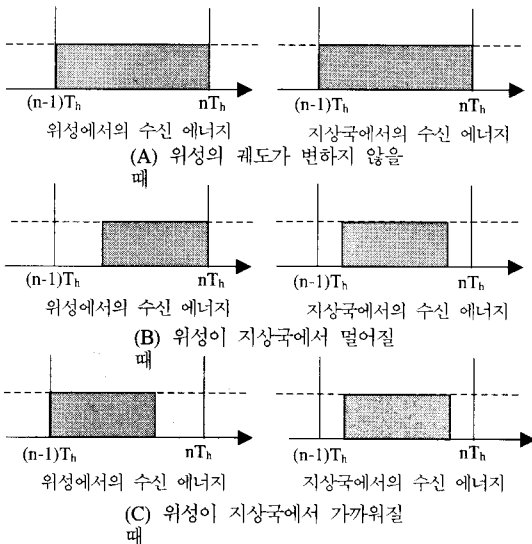 (n-1)Tₕ nTₕ (n-1)Tₕ nTₕ
위성에서의 수신 에너지 지상국에서의 수신 에너지
(A) 위성의 궤도가 변하지 않을
때
(n-1)Tₕ nTₕ (n-1)Tₕ nTₕ
위성에서의 수신 에너지 지상국에서의 수신 에너지
(B) 위성이 지상국에서 멀어질
때
(n-1)Tₕ nTₕ (n-1)Tₕ nTₕ
위성에서의 수신 에너지 지상국에서의 수신 에너지
(C) 위성이 지상국에서 가까워질
때